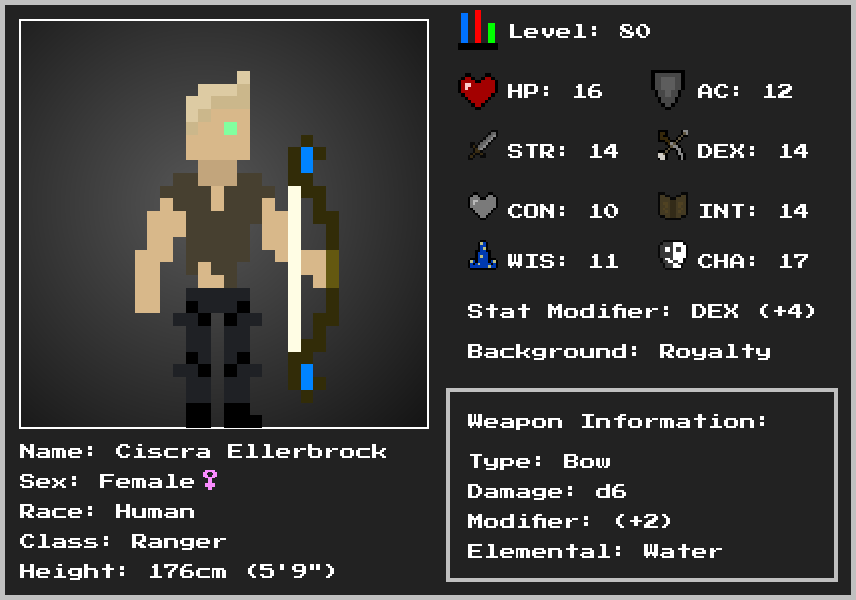 Level: 80
HP: 16
AC: 12
STR: 14
DEX: 14
CON: 10
INT: 14
WIS: 11
CHA: 17
Stat Modifier: DEX (+4)
Background: Royalty
Name: Ciscra Ellerbrock
Sex: Female♀
Race: Human
Class: Ranger
Height: 176cm (5'9")
Weapon Information:
Type: Bow
Damage: d6
Modifier: (+2)
Elemental: Water